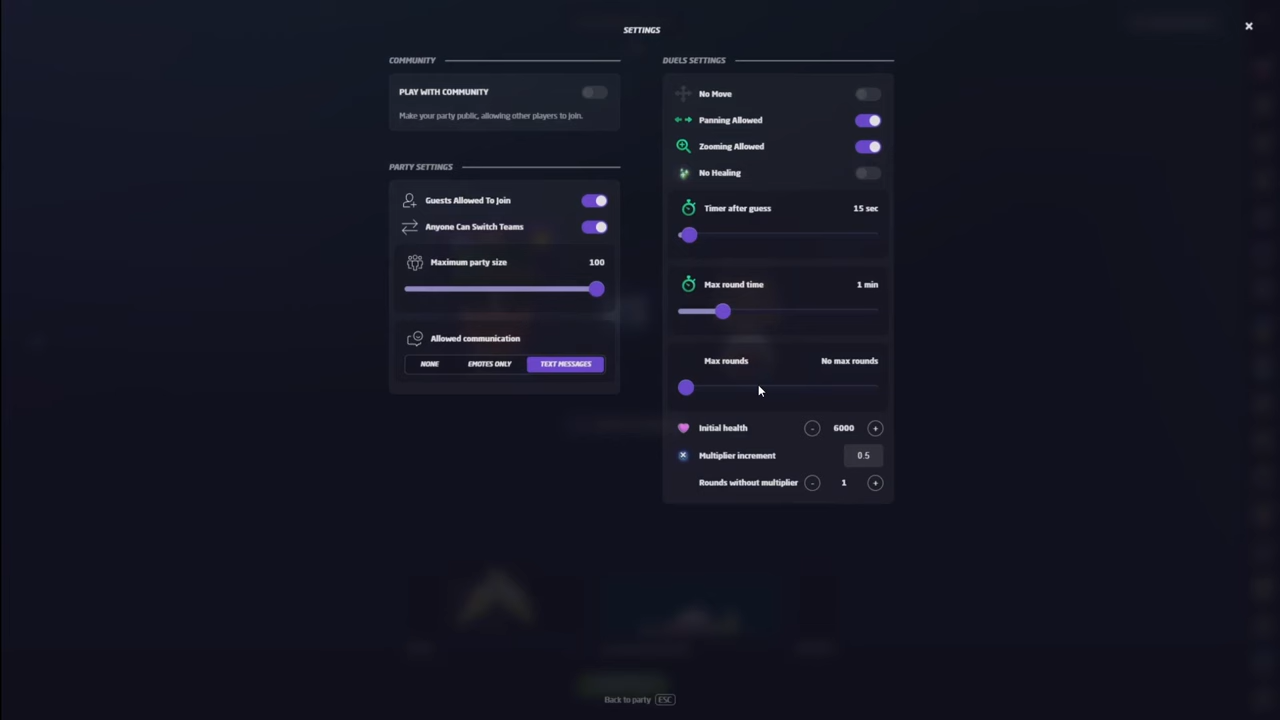 SETTINGS
COMMUNITY
PLAY WITH COMMUNITY
Make your party public, allowing other players to join.
PARTY SETTINGS
Guests Allowed To Join
Anyone Can Switch Teams
Maximum party size 100
Allowed communication
NONE EMOTES ONLY TEXT MESSAGES
DUELS SETTINGS
No Move
Panning Allowed
Zooming Allowed
No Healing
Timer after guess 15 sec
Max round time 1 min
Max rounds No max rounds
Initial health - 6000 +
Multiplier increment 0.5
Rounds without multiplier - 1 +
Back to party ESC